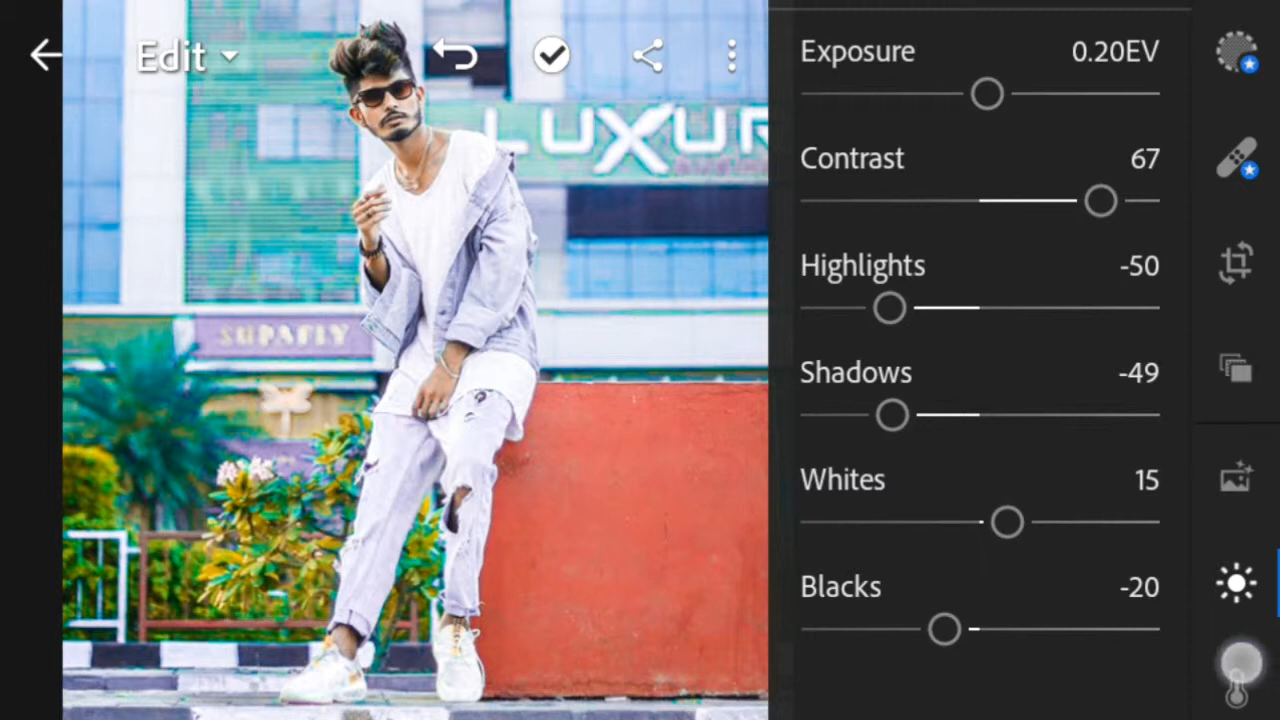 Edit
LUXUR
SUPAFLY
Exposure 0.20EV
Contrast 67
Highlights -50
Shadows -49
Whites 15
Blacks -20